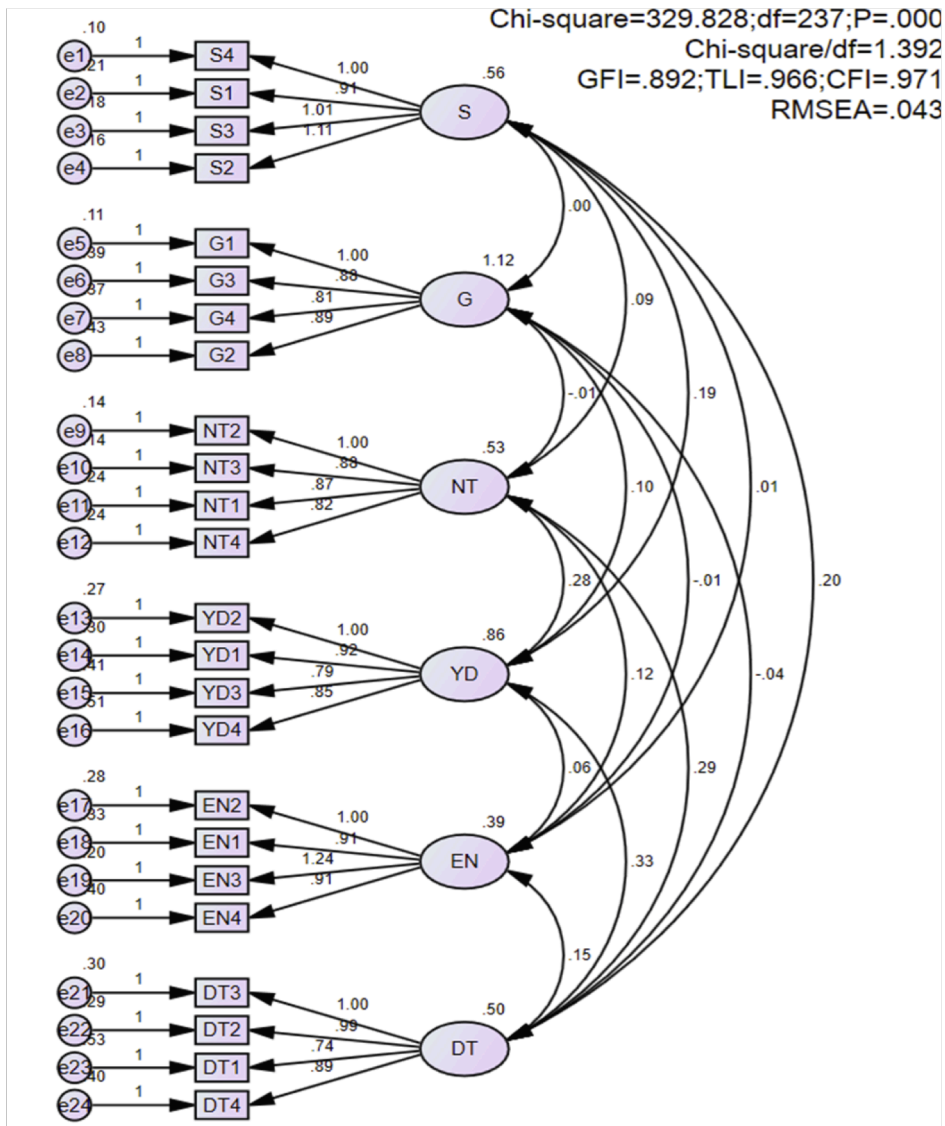 Chi-square=329.828;df=237;P=.000
Chi-square/df=1.392
GFI=.892;TLI=.966;CFI=.971
RMSEA=.043
.10
e1 1 S4 1.00 .56
.21
e2 1 S1 .91 S
.18
e3 1 S3 1.01
.16
e4 1 S2 1.11
.00
.11
e5 1 G1 1.00 1.12
.39
e6 1 G3 .88 G .09
.37
e7 1 G4 .81
.43
e8 1 G2 .89
-.01 .19
.14
e9 1 NT2 1.00 .53
.14
e10 1 NT3 .88 NT .10 .01
.24
e11 1 NT1 .87
.24
e12 1 NT4 .82
.28 -.01 .20
.27
e13 1 YD2 1.00 .86
.30
e14 1 YD1 .92 YD .12 -.04
.41
e15 1 YD3 .79
.51
e16 1 YD4 .85
.06 .29
.28
e17 1 EN2 1.00 .39
.33
e18 1 EN1 .91 EN .33
.20
e19 1 EN3 1.24
.40
e20 1 EN4 .91
.15
.30
e21 1 DT3 1.00 .50
.29
e22 1 DT2 .99 DT
.53
e23 1 DT1 .74
.40
e24 1 DT4 .89